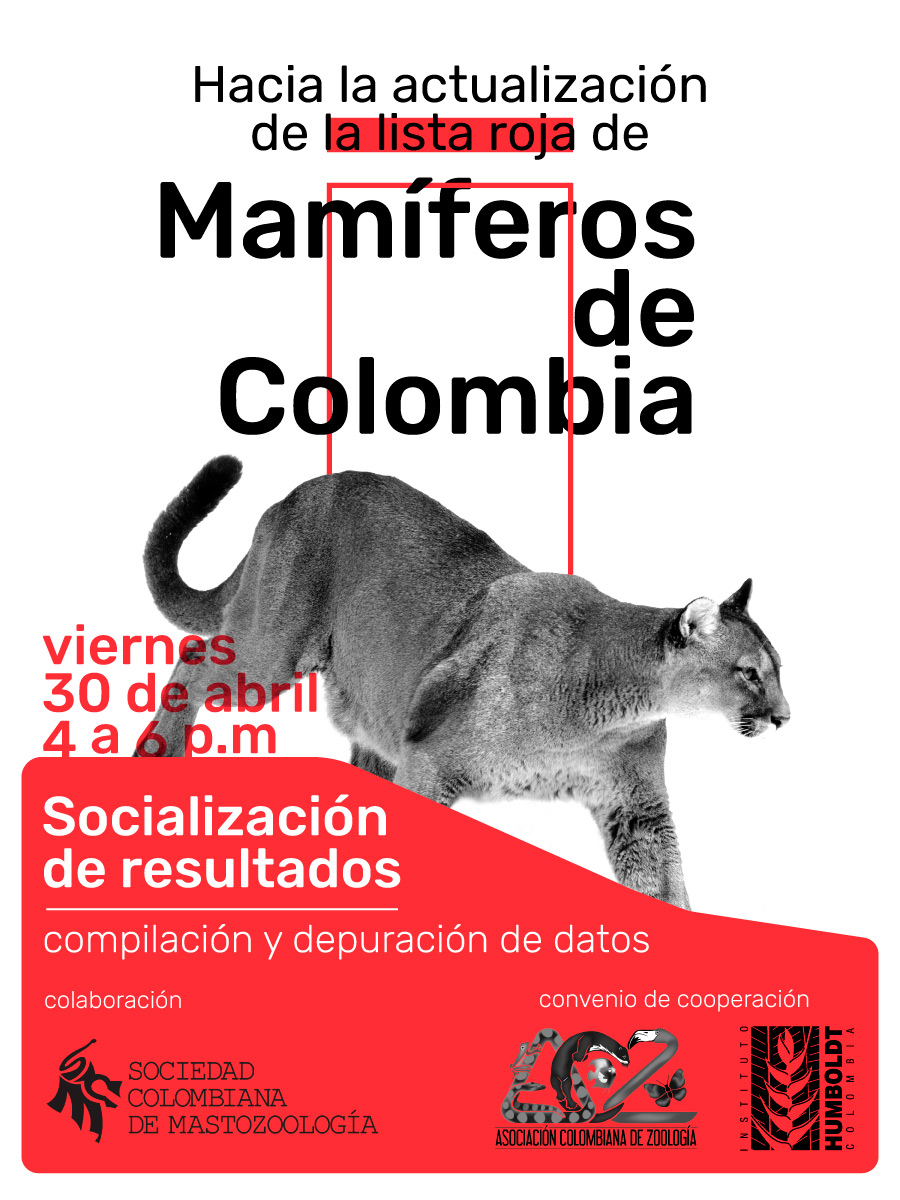 Hacia la actualización
de la lista roja de
Mamíferos
de
Colombia
viernes
30 de abril
4 a 6 p.m
Socialización
de resultados
compilación y depuración de datos
colaboración
SOCIEDAD
COLOMBIANA
DE MASTOZOOLOGÍA
convenio de cooperación
ASOCIACIÓN COLOMBIANA DE ZOOLOGÍA
INSTITUTO
HUMBOLDT
COLOMBIA